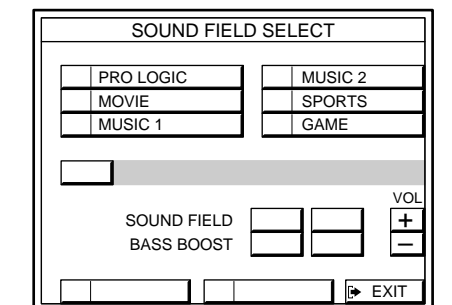 SOUND FIELD SELECT
PRO LOGIC
MUSIC 2
MOVIE
SPORTS
MUSIC 1
GAME
VOL
SOUND FIELD
+
BASS BOOST
−
EXIT